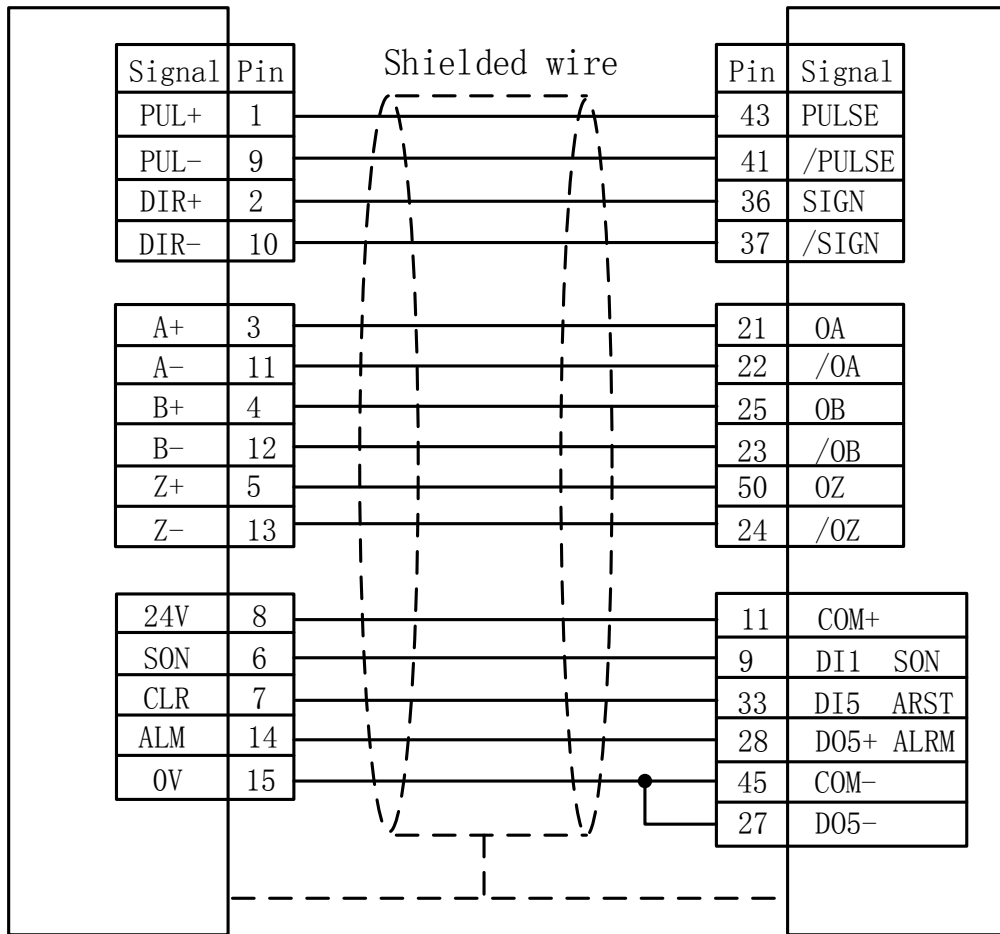 Shielded wire
Signal Pin Pin Signal
PUL+ 1 43 PULSE
PUL- 9 41 /PULSE
DIR+ 2 36 SIGN
DIR- 10 37 /SIGN
A+ 3 21 OA
A- 11 22 /OA
B+ 4 25 OB
B- 12 23 /OB
Z+ 5 50 OZ
Z- 13 24 /OZ
24V 8 11 COM+
SON 6 9 DI1 SON
CLR 7 33 DI5 ARST
ALM 14 28 DO5+ ALRM
0V 15 45 COM-
27 DO5-